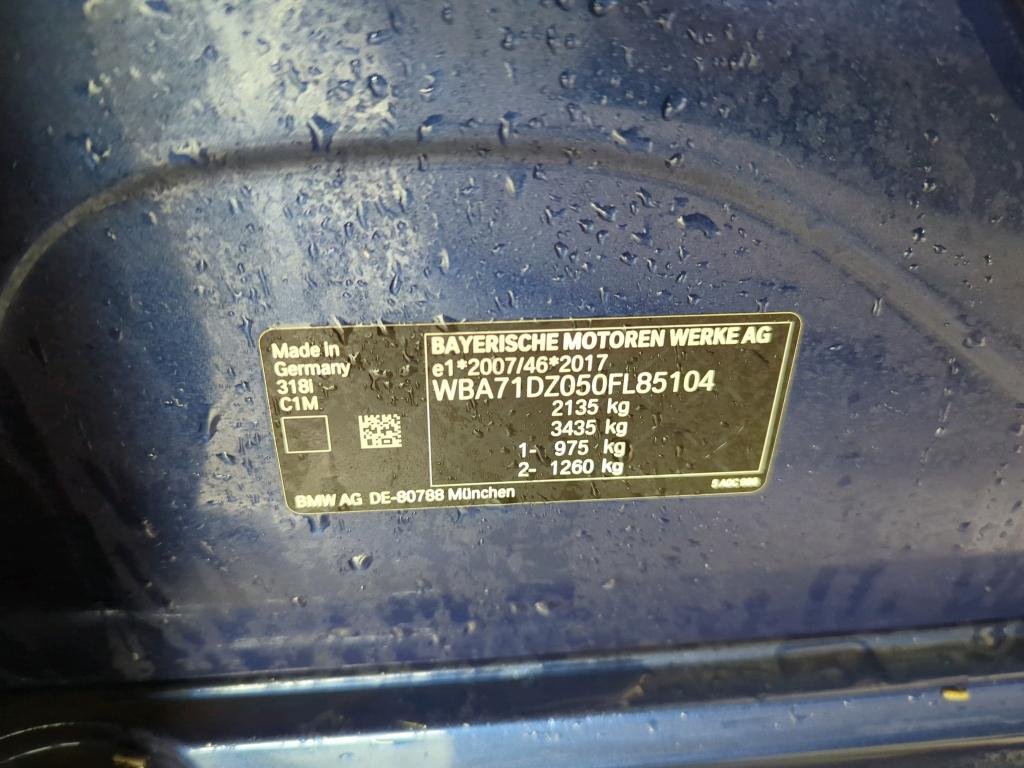 Made in
Germany
318I
C1M
BAYERISCHE MOTOREN WERKE AG
e1*2007/46*2017
WBA71DZ050FL85104
2135 kg
3435 kg
1- 975 kg
2- 1260 kg
BMW AG DE-80788 München